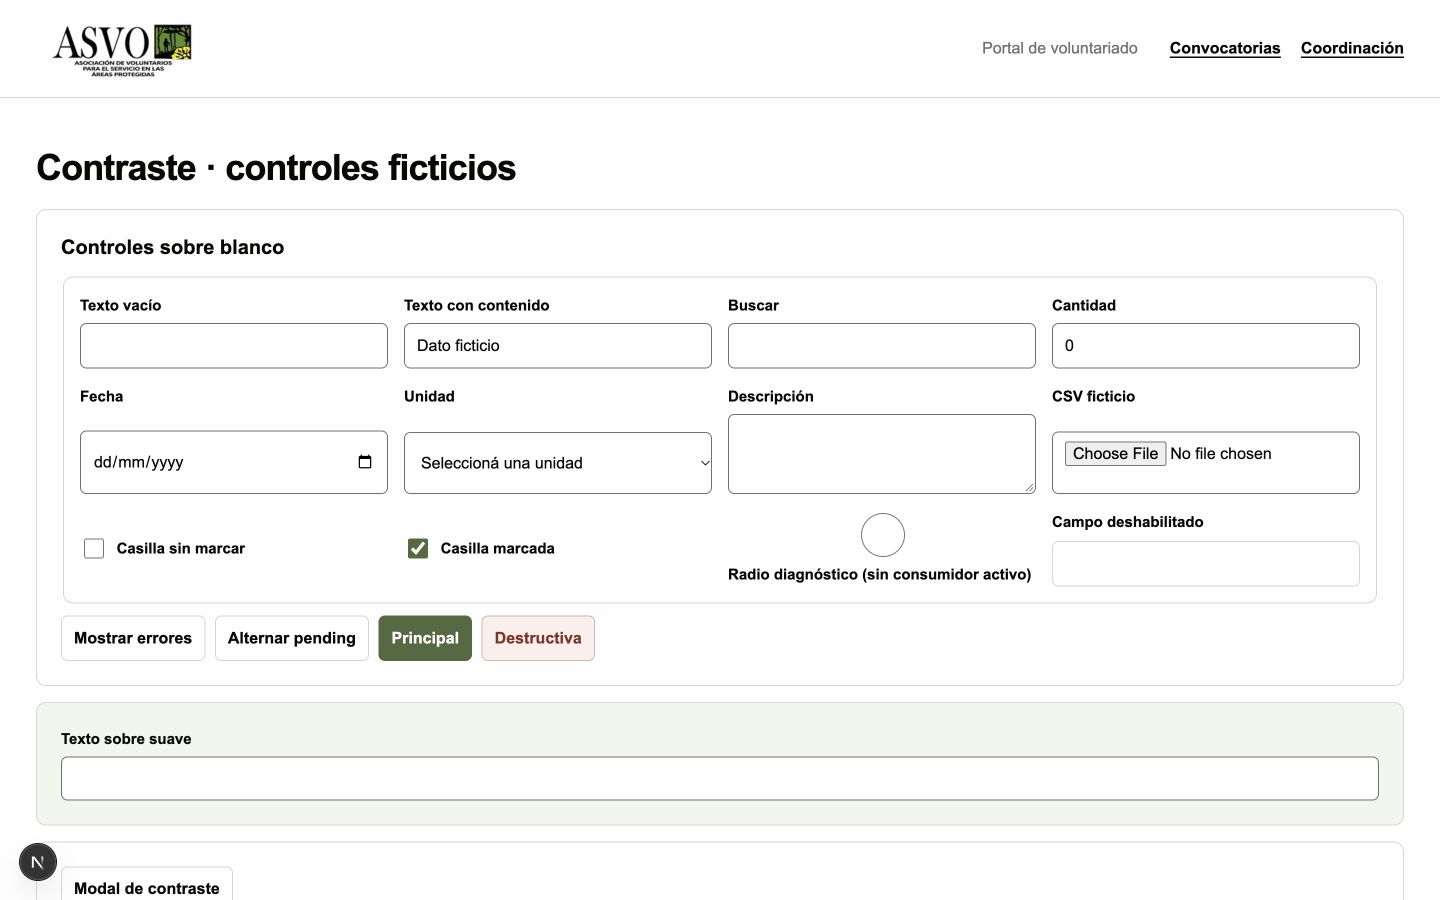 ASVO
ASOCIACIÓN DE VOLUNTARIOS
PARA EL SERVICIO EN LAS
ÁREAS PROTEGIDAS
Portal de voluntariado
Convocatorias
Coordinación
Contraste · controles ficticios
Controles sobre blanco
Texto vacío
Texto con contenido
Buscar
Cantidad
Dato ficticio
0
Fecha
Unidad
Descripción
CSV ficticio
dd/mm/yyyy
Seleccioná una unidad
Choose File No file chosen
Casilla sin marcar
Casilla marcada
Radio diagnóstico (sin consumidor activo)
Campo deshabilitado
Mostrar errores
Alternar pending
Principal
Destructiva
Texto sobre suave
N
Modal de contraste